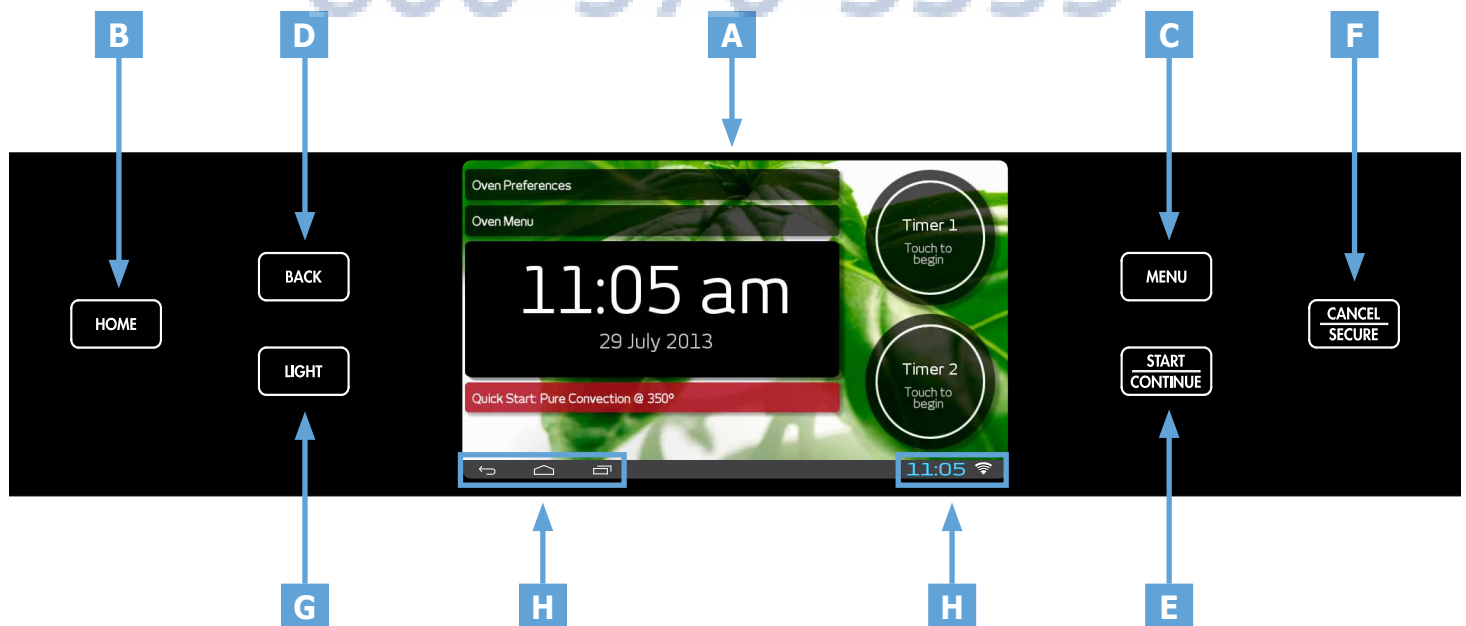 B
D
A
C
F
Oven Preferences
Oven Menu
11:05 am
29 July 2013
Quick Start: Pure Convection @ 350º
Timer 1
Touch to
begin
Timer 2
Touch to
begin
BACK
HOME
LIGHT
MENU
CANCEL
SECURE
START
CONTINUE
11:05
G
H
H
E